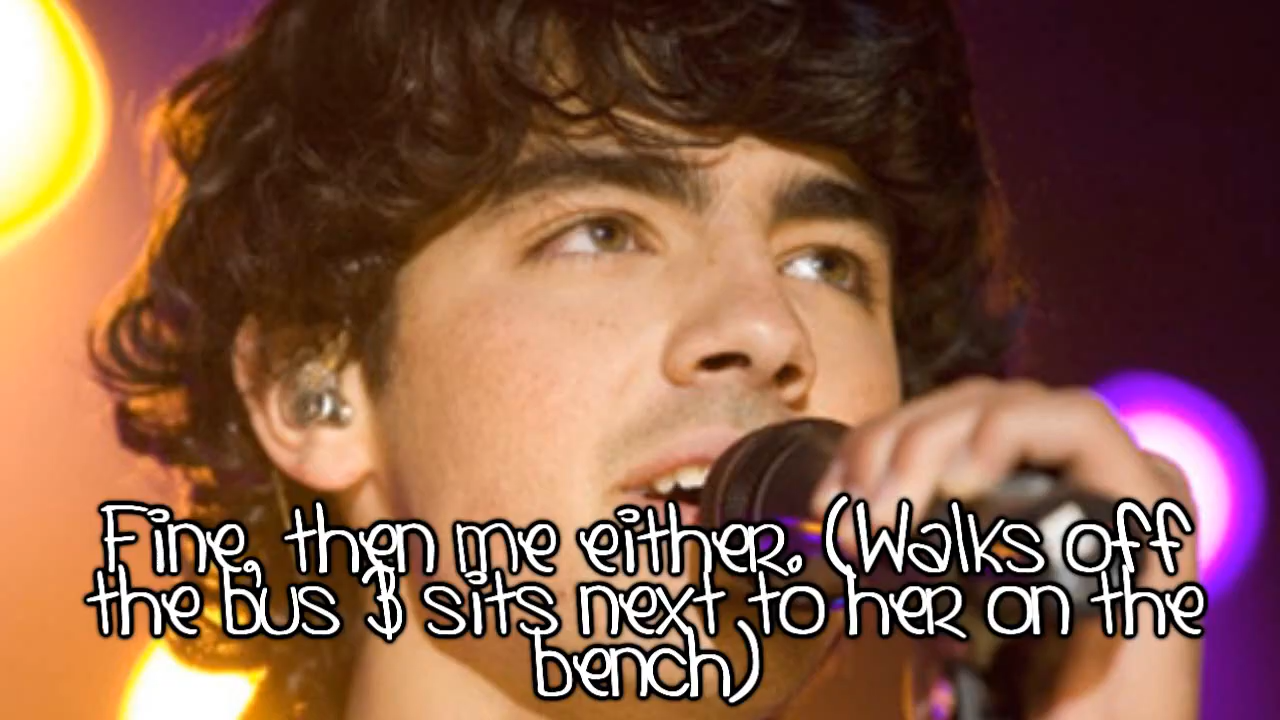 Fine, then me either. (Walks off
the bus $ sits next to her on the
bench)